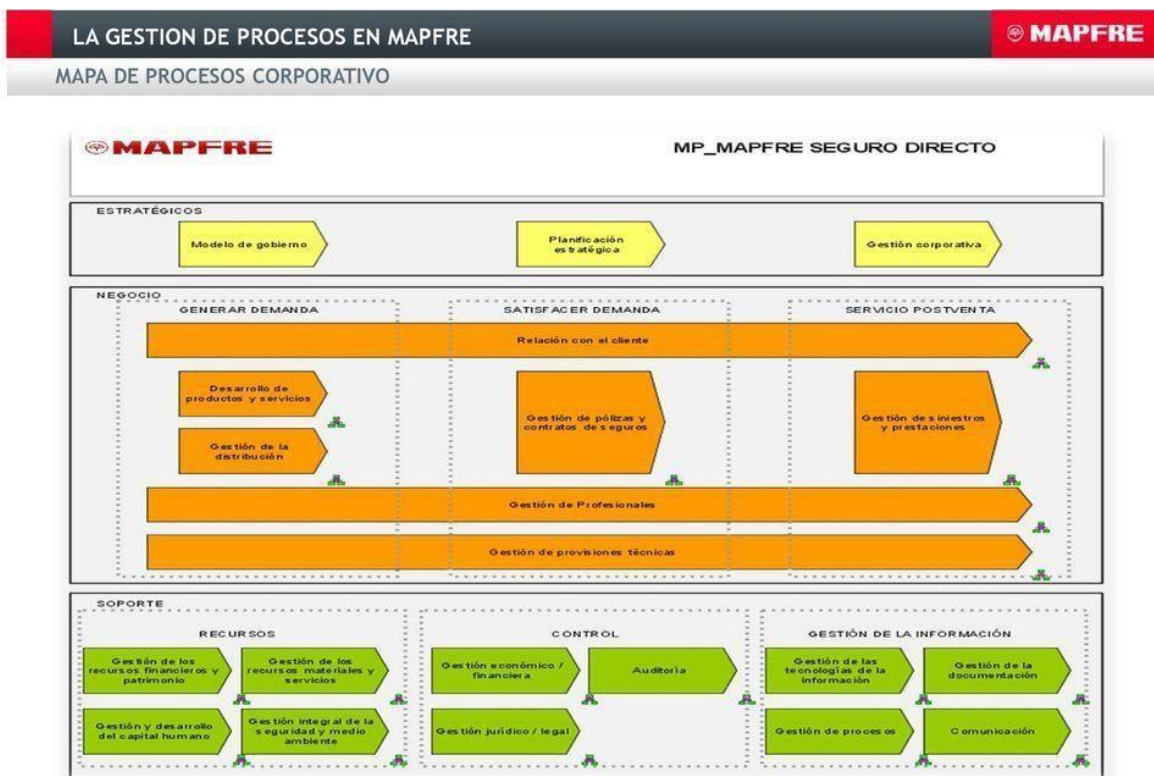 LA GESTION DE PROCESOS EN MAPFRE
MAPFRE
MAPA DE PROCESOS CORPORATIVO
MAPFRE
MP_MAPFRE SEGURO DIRECTO
ESTRATÉGICOS
Modelo de gobierno
Planificación
estratégica
Gestión corporativa
NEGOCIO
GENERAR DEMANDA
SATISFACER DEMANDA
SERVICIO POSTVENTA
Relación con el cliente
Desarrollo de
productos y servicios
Gestión de la
distribución
Gestión de pólizas y
contratos de seguros
Gestión de siniestros
y prestaciones
Gestión de Profesionales
Gestión de provisiones técnicas
SOPORTE
RECURSOS
Gestión de los
recursos financieros y
patrimonio
Gestión de los
recursos materiales y
servicios
Gestión y desarrollo
del capital humano
Gestión integral de la
seguridad y medio
ambiente
CONTROL
Gestión económico /
financiera
Auditoría
Gestión jurídico / legal
GESTIÓN DE LA INFORMACIÓN
Gestión de las
tecnologías de la
información
Gestión de la
documentación
Gestión de procesos
Comunicación